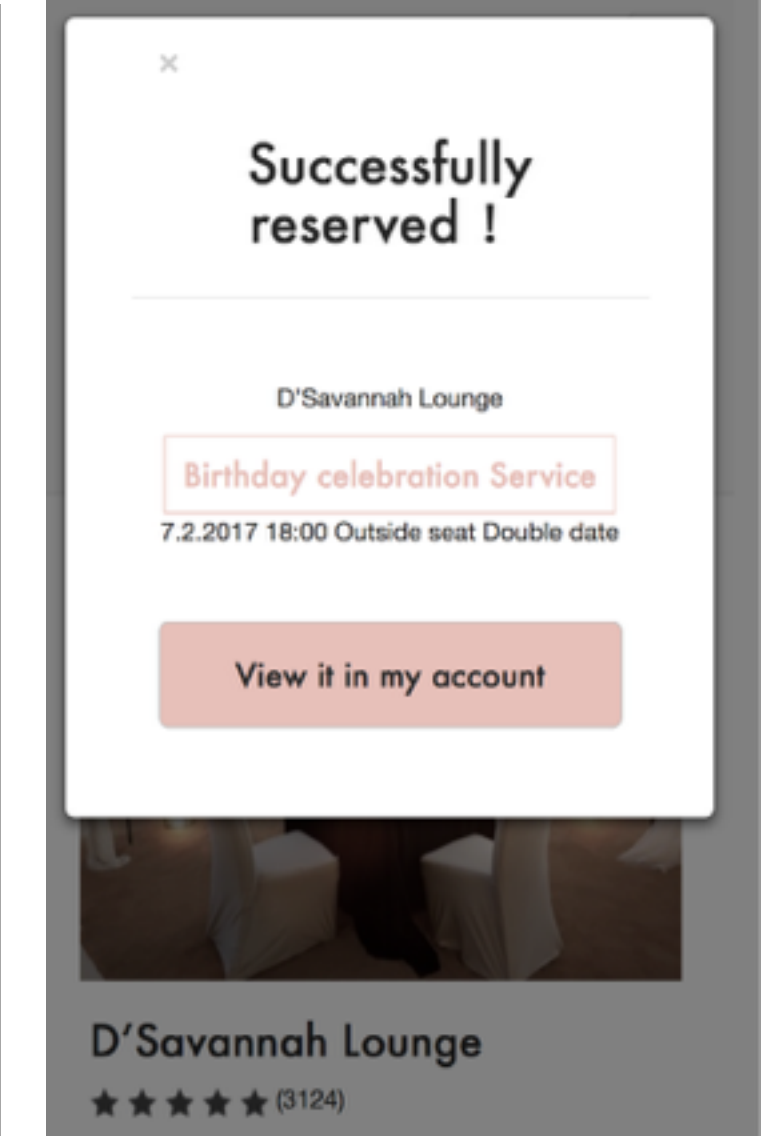 ×
Successfully
reserved !
D'Savannah Lounge
Birthday celebration Service
7.2.2017 18:00 Outside seat Double date
View it in my account
D'Savannah Lounge
★★★★★ (3124)